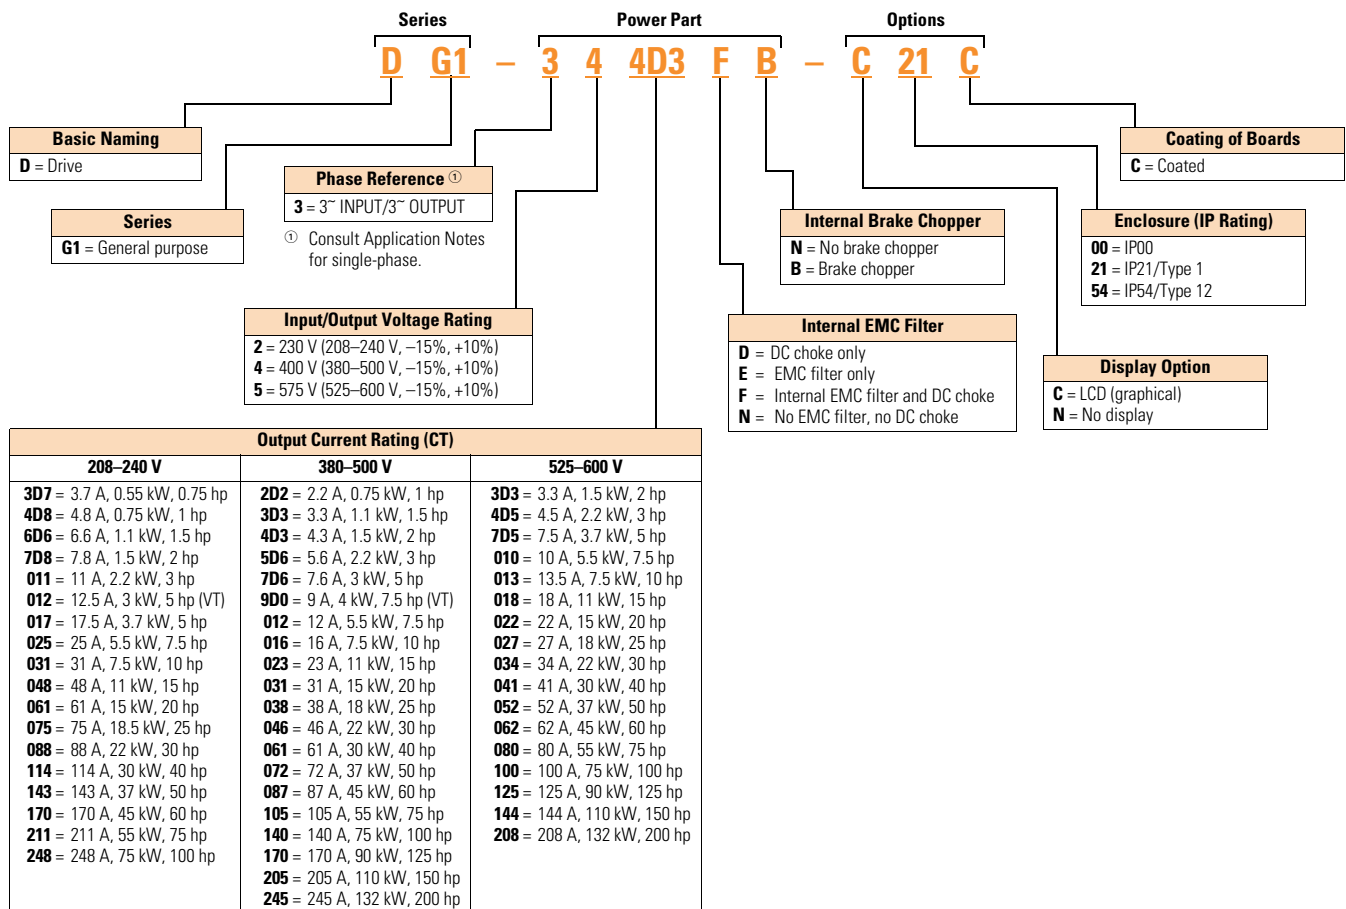 Series
Power Part
Options
D G1 – 3 4 4D3 F B – C 21 C
Basic Naming
D = Drive
Series
G1 = General purpose
Phase Reference ①
3 = 3~ INPUT/3~ OUTPUT
① Consult Application Notes
for single-phase.
Input/Output Voltage Rating
2 = 230 V (208–240 V, –15%, +10%)
4 = 400 V (380–500 V, –15%, +10%)
5 = 575 V (525–600 V, –15%, +10%)
Internal Brake Chopper
N = No brake chopper
B = Brake chopper
Internal EMC Filter
D = DC choke only
E = EMC filter only
F = Internal EMC filter and DC choke
N = No EMC filter, no DC choke
Coating of Boards
C = Coated
Enclosure (IP Rating)
00 = IP00
21 = IP21/Type 1
54 = IP54/Type 12
Display Option
C = LCD (graphical)
N = No display
Output Current Rating (CT)
208–240 V
3D7 = 3.7 A, 0.55 kW, 0.75 hp
4D8 = 4.8 A, 0.75 kW, 1 hp
6D6 = 6.6 A, 1.1 kW, 1.5 hp
7D8 = 7.8 A, 1.5 kW, 2 hp
011 = 11 A, 2.2 kW, 3 hp
012 = 12.5 A, 3 kW, 5 hp (VT)
017 = 17.5 A, 3.7 kW, 5 hp
025 = 25 A, 5.5 kW, 7.5 hp
031 = 31 A, 7.5 kW, 10 hp
048 = 48 A, 11 kW, 15 hp
061 = 61 A, 15 kW, 20 hp
075 = 75 A, 18.5 kW, 25 hp
088 = 88 A, 22 kW, 30 hp
114 = 114 A, 30 kW, 40 hp
143 = 143 A, 37 kW, 50 hp
170 = 170 A, 45 kW, 60 hp
211 = 211 A, 55 kW, 75 hp
248 = 248 A, 75 kW, 100 hp
380–500 V
2D2 = 2.2 A, 0.75 kW, 1 hp
3D3 = 3.3 A, 1.1 kW, 1.5 hp
4D3 = 4.3 A, 1.5 kW, 2 hp
5D6 = 5.6 A, 2.2 kW, 3 hp
7D6 = 7.6 A, 3 kW, 5 hp
9D0 = 9 A, 4 kW, 7.5 hp (VT)
012 = 12 A, 5.5 kW, 7.5 hp
016 = 16 A, 7.5 kW, 10 hp
023 = 23 A, 11 kW, 15 hp
031 = 31 A, 15 kW, 20 hp
038 = 38 A, 18 kW, 25 hp
046 = 46 A, 22 kW, 30 hp
061 = 61 A, 30 kW, 40 hp
072 = 72 A, 37 kW, 50 hp
087 = 87 A, 45 kW, 60 hp
105 = 105 A, 55 kW, 75 hp
140 = 140 A, 75 kW, 100 hp
170 = 170 A, 90 kW, 125 hp
205 = 205 A, 110 kW, 150 hp
245 = 245 A, 132 kW, 200 hp
525–600 V
3D3 = 3.3 A, 1.5 kW, 2 hp
4D5 = 4.5 A, 2.2 kW, 3 hp
7D5 = 7.5 A, 3.7 kW, 5 hp
010 = 10 A, 5.5 kW, 7.5 hp
013 = 13.5 A, 7.5 kW, 10 hp
018 = 18 A, 11 kW, 15 hp
022 = 22 A, 15 kW, 20 hp
027 = 27 A, 18 kW, 25 hp
034 = 34 A, 22 kW, 30 hp
041 = 41 A, 30 kW, 40 hp
052 = 52 A, 37 kW, 50 hp
062 = 62 A, 45 kW, 60 hp
080 = 80 A, 55 kW, 75 hp
100 = 100 A, 75 kW, 100 hp
125 = 125 A, 90 kW, 125 hp
144 = 144 A, 110 kW, 150 hp
208 = 208 A, 132 kW, 200 hp